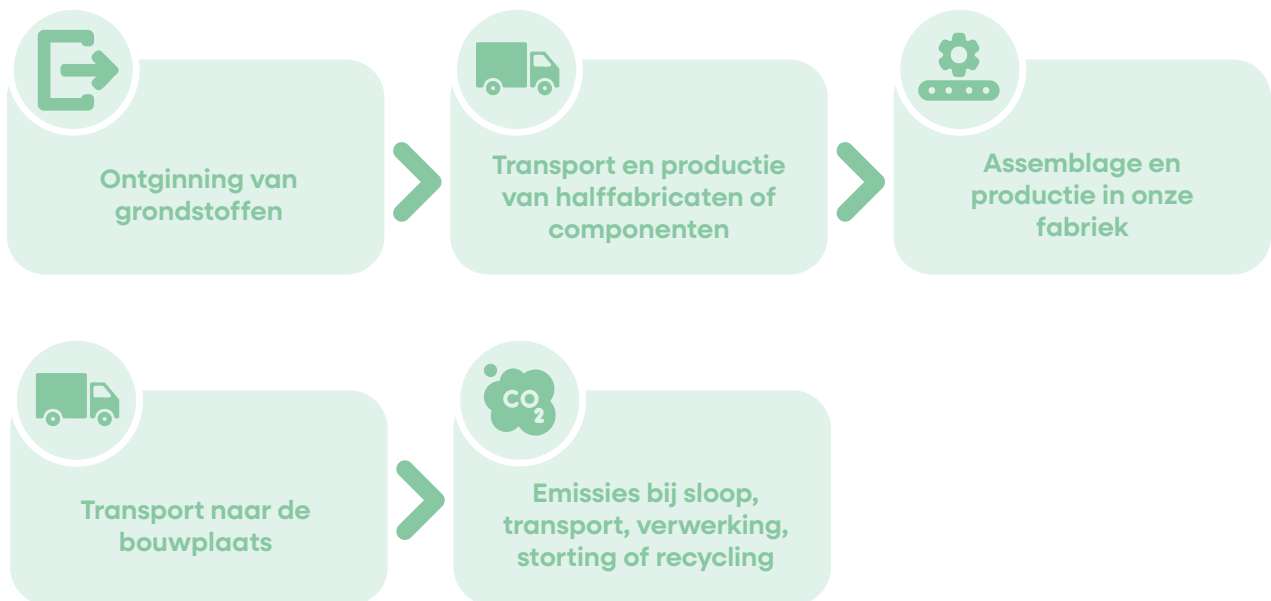 Ontginning van
grondstoffen
Transport en productie
van halffabricaten of
componenten
Assemblage en
productie in onze
fabriek
Transport naar de
bouwplaats
CO2
Emissies bij sloop,
transport, verwerking,
storting of recycling